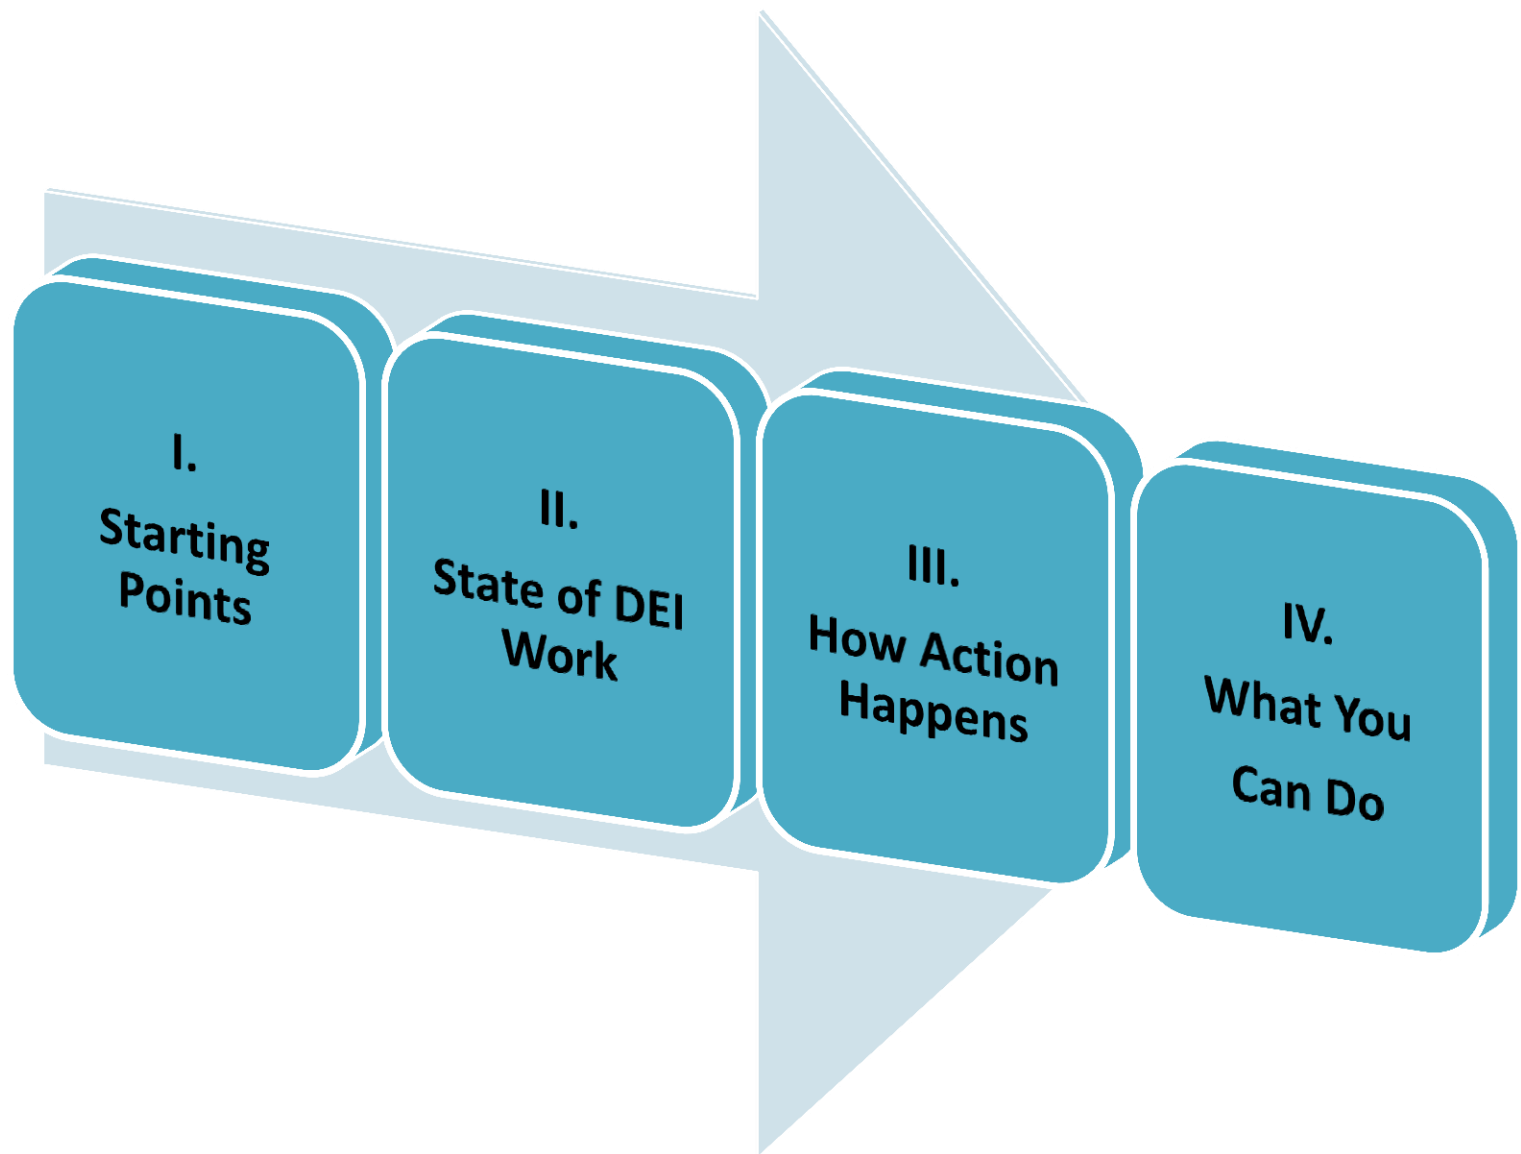 I.
Starting
Points
II.
State of DEI
Work
III.
How Action
Happens
IV.
What You
Can Do